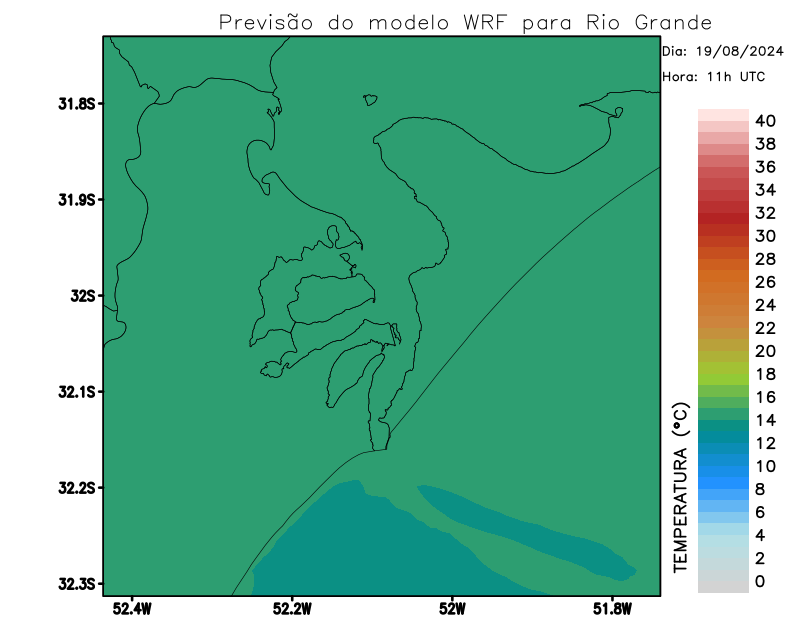 Previsão do modelo WRF para Rio Grande
Dia: 19/08/2024
Hora: 11h UTC
31.8S
31.9S
32S
32.1S
32.2S
32.3S
52.4W
52.2W
52W
51.8W
TEMPERATURA (°C)
40
38
36
34
32
30
28
26
24
22
20
18
16
14
12
10
8
6
4
2
0